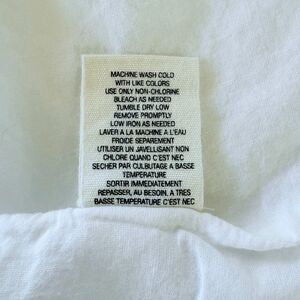 MACHINE WASH COLD
WITH LIKE COLORS
USE ONLY NON-CHLORINE
BLEACH AS NEEDED
TUMBLE DRY LOW
REMOVE PROMPTLY
LOW IRON AS NEEDED
LAVER A LA MACHINE A L'EAU
FROIDE SEPAREMENT
UTILISER UN JAVELLISANT NON
CHLORE QUAND C'EST NEC
SECHER PAR CULBUTAGE A BASSE
TEMPERATURE
SORTIR IMMEDIATEMENT
REPASSER, AU BESOIN, A TRES
BASSE TEMPERATURE C'EST NEC